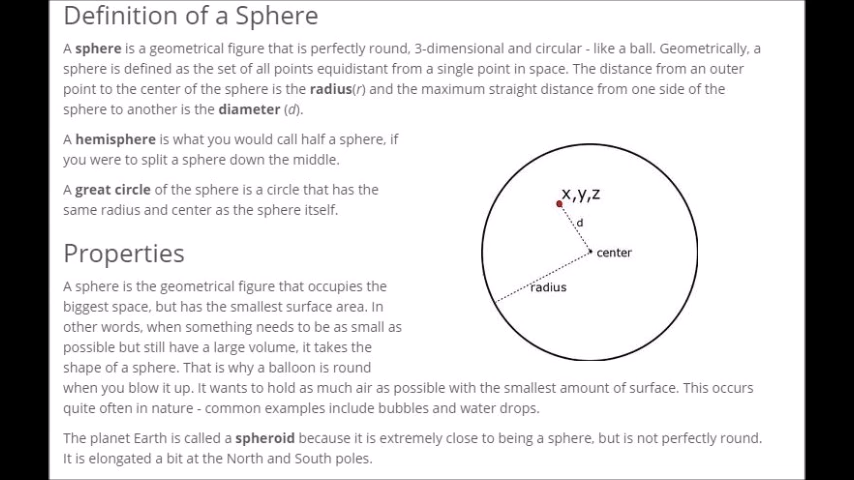 Definition of a Sphere
A sphere is a geometrical figure that is perfectly round, 3-dimensional and circular - like a ball. Geometrically, a
sphere is defined as the set of all points equidistant from a single point in space. The distance from an outer
point to the center of the sphere is the radius(r) and the maximum straight distance from one side of the
sphere to another is the diameter (d).
A hemisphere is what you would call half a sphere, if
you were to split a sphere down the middle.
A great circle of the sphere is a circle that has the
same radius and center as the sphere itself.
Properties
A sphere is the geometrical figure that occupies the
biggest space, but has the smallest surface area. In
other words, when something needs to be as small as
possible but still have a large volume, it takes the
shape of a sphere. That is why a balloon is round
when you blow it up. It wants to hold as much air as possible with the smallest amount of surface. This occurs
quite often in nature - common examples include bubbles and water drops.
The planet Earth is called a spheroid because it is extremely close to being a sphere, but is not perfectly round.
It is elongated a bit at the North and South poles.
x,y,z
d
center
radius